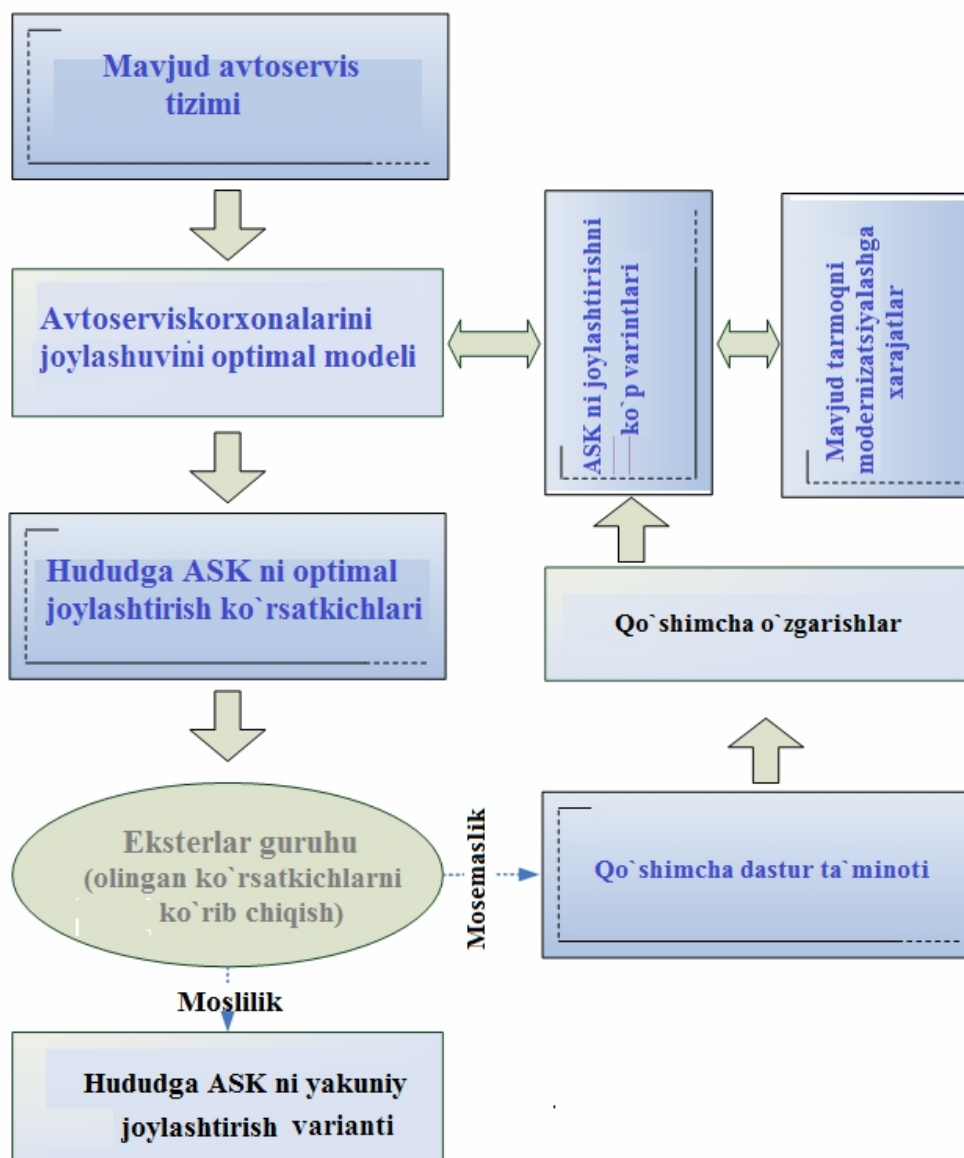 Mavjud avtoservis
tizimi
Avtoserviskorxonalarini
joylashuvini optimal modeli
ASK ni joylashtirishni
ko`p varintlari
Mavjud tarmoqni
modernizatsiyalashga
xarajatlar
Hududga ASK ni optimal
joylashtirish ko`rsatkichlari
Qo`shimcha o`zgarishlar
Eksterlar guruhu
(olingan ko`rsatkichlarni
ko`rib chiqish)
Mosemaslik
Qo`shimcha dastur ta`minoti
Moslilik
Hududga ASK ni yakuniy
joylashtirish varianti